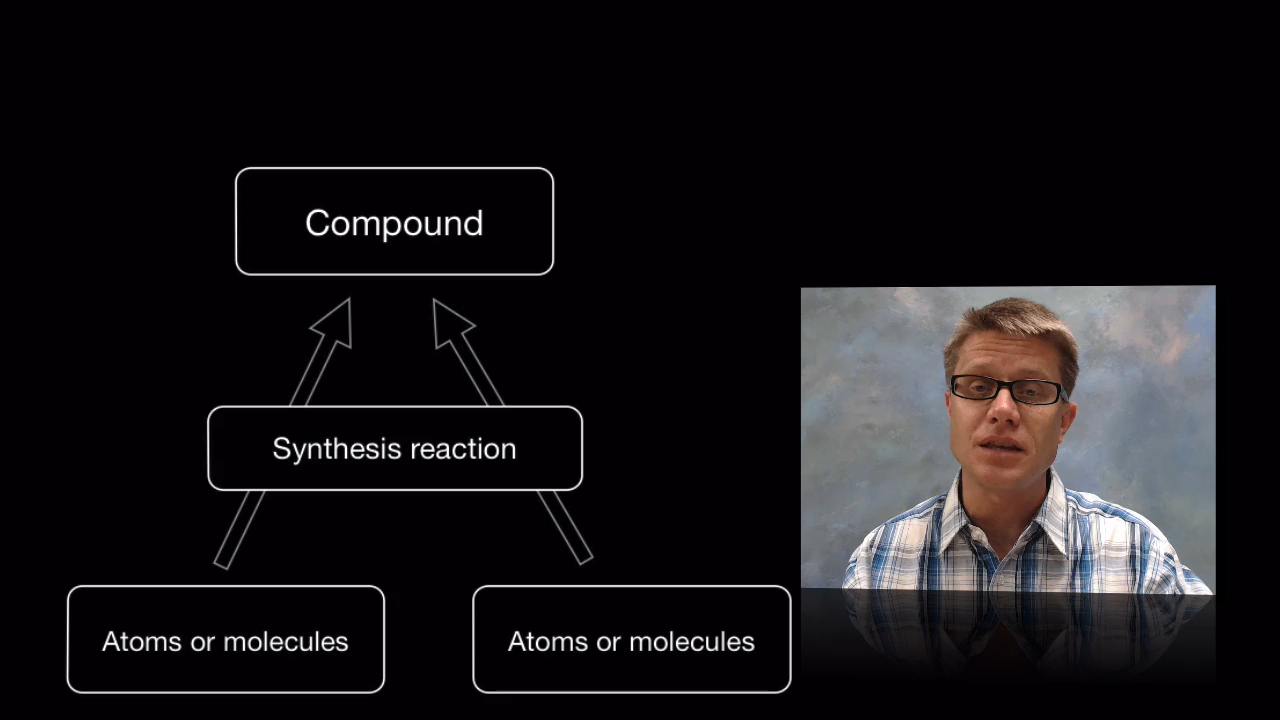 Compound
Synthesis reaction
Atoms or molecules
Atoms or molecules